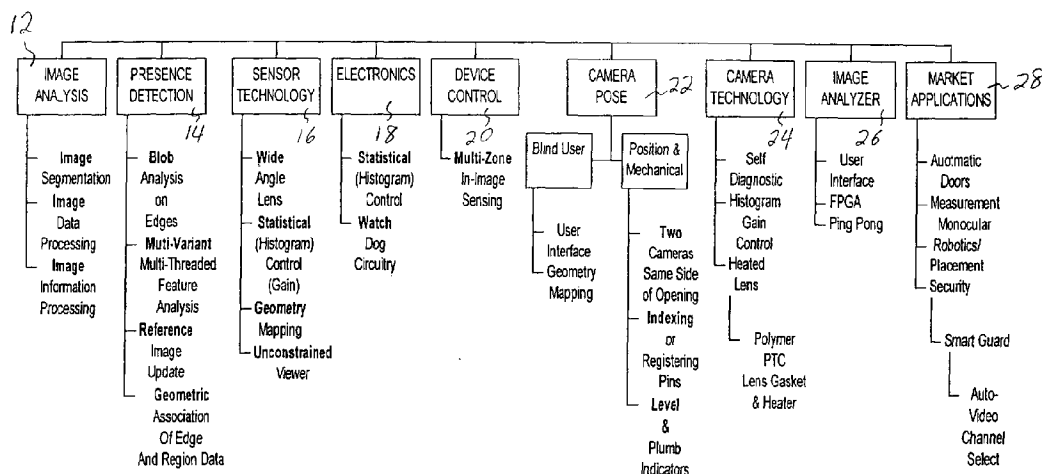 12
IMAGE
ANALYSIS
Image
Segmentation
Image
Data
Processing
Image
Information
Processing
PRESENCE
DETECTION
14
Blob
Analysis
on
Edges
Muti-Variant
Multi-Threaded
Feature
Analysis
Reference
Image
Update
Geometric
Association
Of Edge
And Region Data
SENSOR
TECHNOLOGY
16
Wide
Angle
Lens
Statistical
(Histogram)
Control
(Gain)
Geometry
Mapping
Unconstrained
Viewer
ELECTRONICS
18
Statistical
(Histogram)
Control
Watch
Dog
Circuitry
DEVICE
CONTROL
20
Multi-Zone
In-Image
Sensing
CAMERA
POSE
22
Blind User
User
Interface
Geometry
Mapping
Position &
Mechanical
Two
Cameras
Same Side
of Opening
Indexing
or
Registering
Pins
Level
&
Plumb
Indicators
CAMERA
TECHNOLOGY
24
Self
Diagnostic
Histogram
Gain
Control
Heated
Lens
Polymer
PTC
Lens Gasket
& Heater
IMAGE
ANALYZER
26
User
Interface
FPGA
Ping Pong
MARKET
APPLICATIONS
28
Auotmatic
Doors
Measurement
Monocular
Robotics/
Placement
Security
Smart Guard
Auto-
Video
Channel
Select